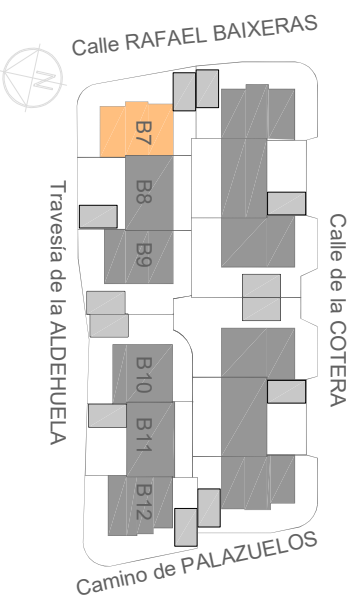 Calle RAFAEL BAIXERAS
N
B7
B8
B9
Travesía de la ALDEHUELA
Calle de la COTERA
B10
B11
B12
Camino de PALAZUELOS